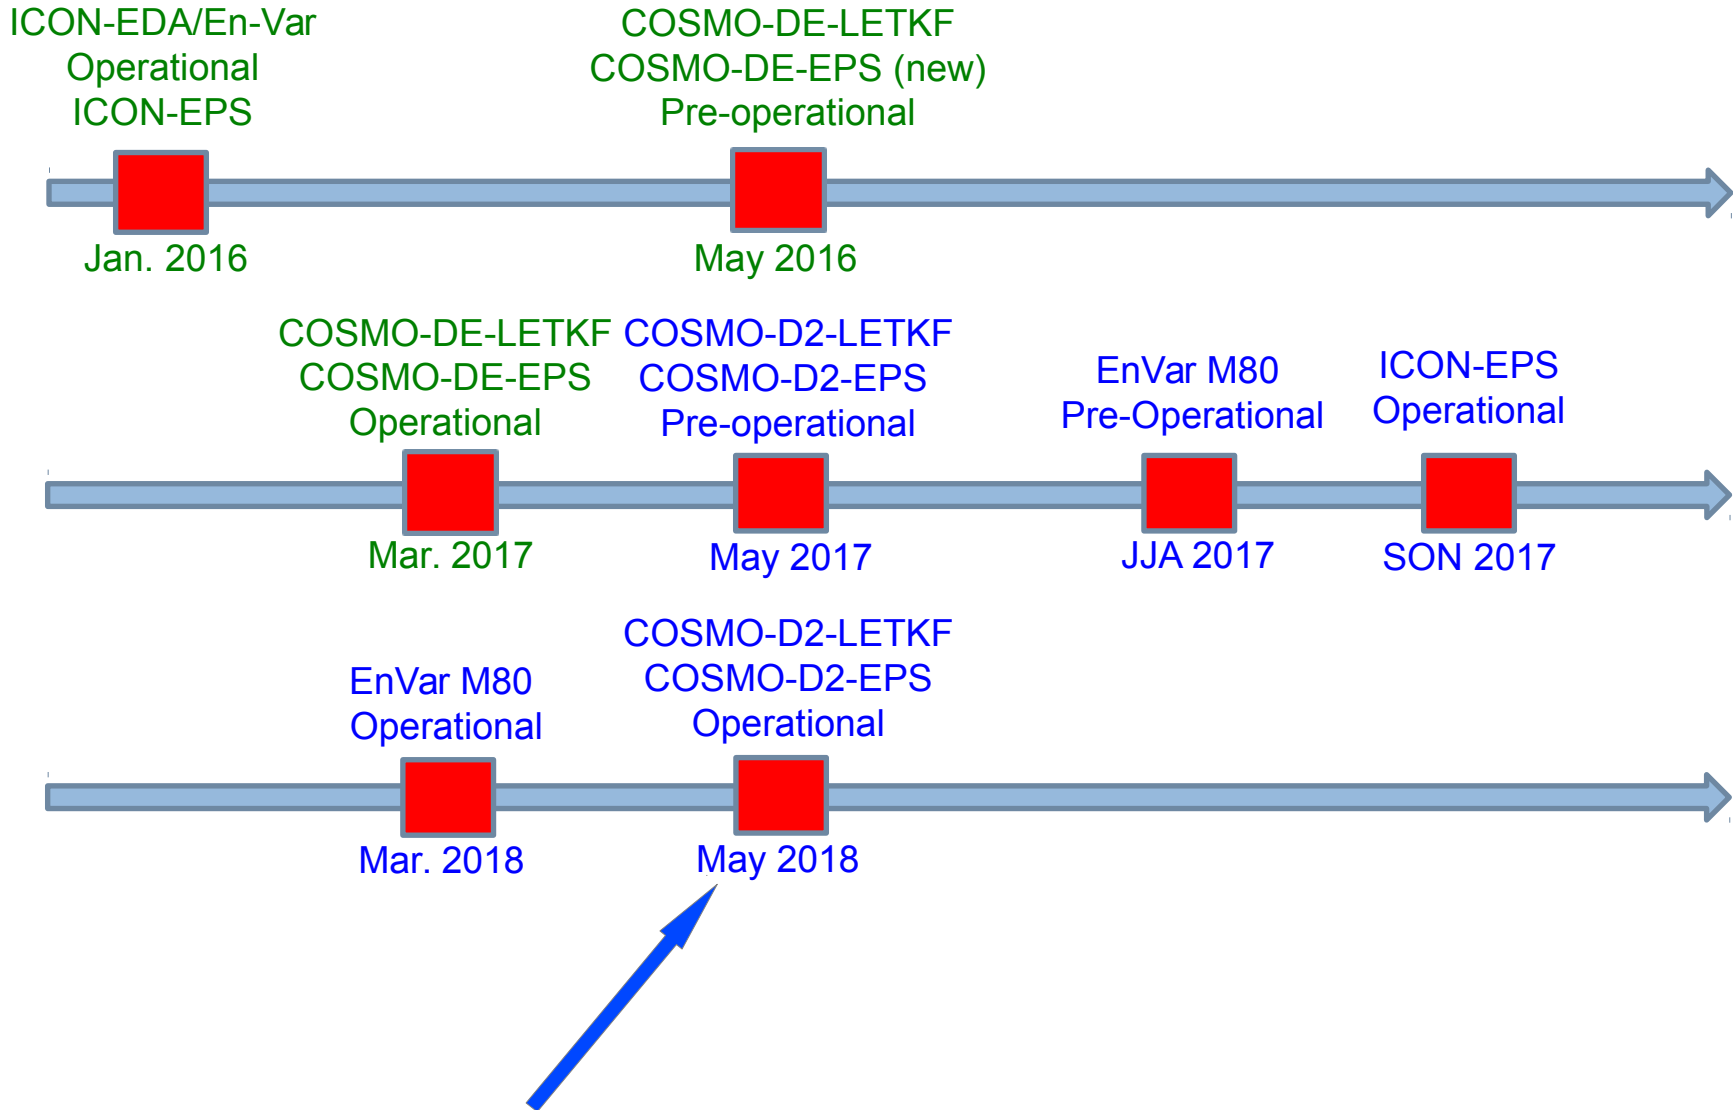 ICON-EDA/En-Var
Operational
ICON-EPS
COSMO-DE-LETKF
COSMO-DE-EPS (new)
Pre-operational
Jan. 2016
May 2016
COSMO-DE-LETKF
COSMO-DE-EPS
Operational
COSMO-D2-LETKF
COSMO-D2-EPS
Pre-operational
EnVar M80
Pre-Operational
ICON-EPS
Operational
Mar. 2017
May 2017
JJA 2017
SON 2017
EnVar M80
Operational
COSMO-D2-LETKF
COSMO-D2-EPS
Operational
Mar. 2018
May 2018